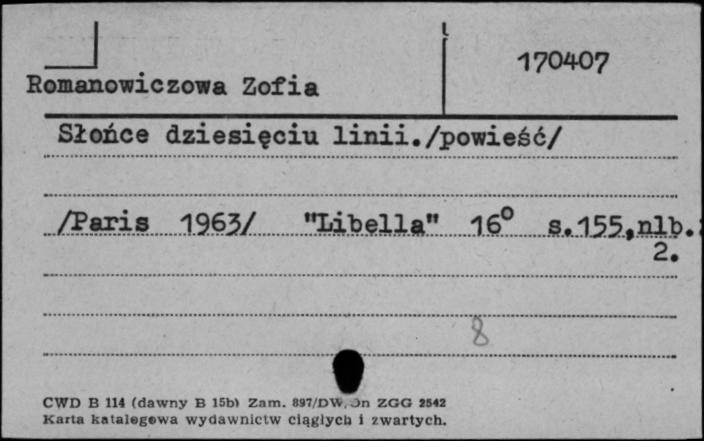 170407
Romanowiczowa Zofia
Słońce dziesięciu linii./powieść/
/Paris 1963/ "Libella" 16° s.155,nlb.
2.
8
CWD B 114 (dawny B 15b) Zam. 897/DW, ZGG 2542
Karta katalogowa wydawnictw ciągłych i zwartych.